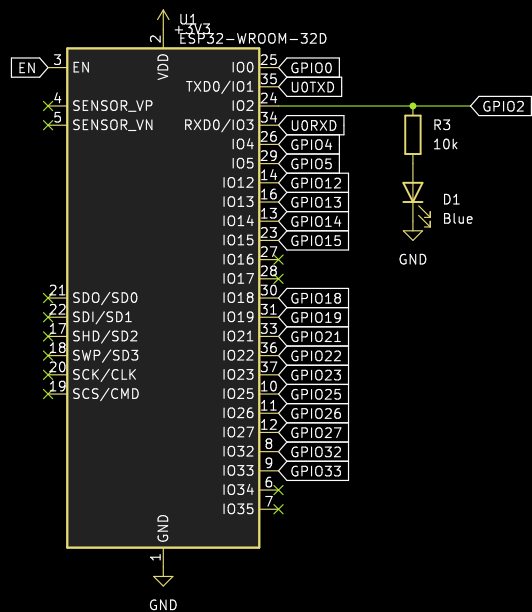 U1
+3V3
ESP32-WROOM-32D
2
VDD
EN 3 EN
IO0 25 GPIO0
TXD0/IO1 35 U0TXD
4 SENSOR_VP
IO2 24 GPIO2
5 SENSOR_VN
RXD0/IO3 34 U0RXD
R3
10k
IO4 26 GPIO4
IO5 29 GPIO5
IO12 14 GPIO12
IO13 16 GPIO13
D1
Blue
IO14 13 GPIO14
IO15 23 GPIO15
IO16 27
GND
IO17 28
21 SDO/SD0
IO18 30 GPIO18
22 SDI/SD1
IO19 31 GPIO19
17 SHD/SD2
IO21 33 GPIO21
18 SWP/SD3
IO22 36 GPIO22
20 SCK/CLK
IO23 37 GPIO23
19 SCS/CMD
IO25 10 GPIO25
IO26 11 GPIO26
IO27 12 GPIO27
IO32 8 GPIO32
IO33 9 GPIO33
IO34 6
IO35 7
GND
1
GND